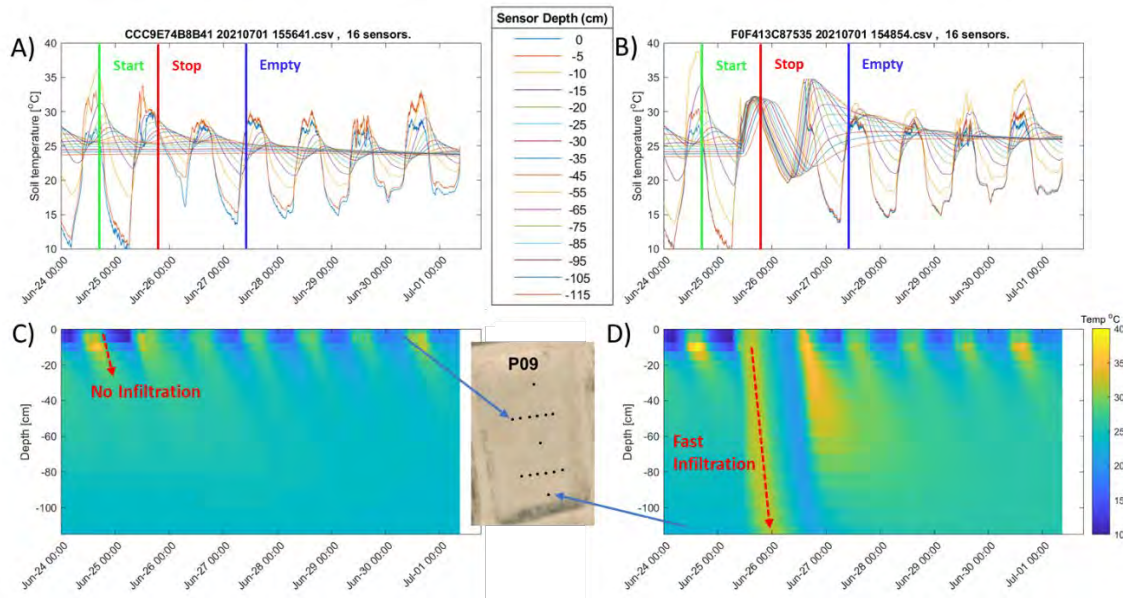 A)
CCC9E74B8B41 20210701 155641.csv , 16 sensors.
Start
Stop
Empty
Soil temperature [°C]
40
35
30
25
20
15
10
Jun-24 00:00
Jun-25 00:00
Jun-26 00:00
Jun-27 00:00
Jun-28 00:00
Jun-29 00:00
Jun-30 00:00
Jul-01 00:00
Sensor Depth (cm)
0
-5
-10
-15
-20
-25
-30
-35
-45
-55
-65
-75
-85
-95
-105
-115
B)
F0F413C87535 20210701 154854.csv , 16 sensors.
Start
Stop
Empty
Soil temperature [°C]
40
35
30
25
20
15
10
Jun-24 00:00
Jun-25 00:00
Jun-26 00:00
Jun-27 00:00
Jun-28 00:00
Jun-29 00:00
Jun-30 00:00
Jul-01 00:00
C)
No Infiltration
Depth [cm]
0
-20
-40
-60
-80
-100
Jun-24 00:00
Jun-25 00:00
Jun-26 00:00
Jun-27 00:00
Jun-28 00:00
Jun-29 00:00
Jun-30 00:00
Jul-01 00:00
P09
D)
Fast
Infiltration
Depth [cm]
0
-20
-40
-60
-80
-100
Jun-24 00:00
Jun-25 00:00
Jun-26 00:00
Jun-27 00:00
Jun-28 00:00
Jun-29 00:00
Jun-30 00:00
Jul-01 00:00
Temp °C
40
35
30
25
20
15
10